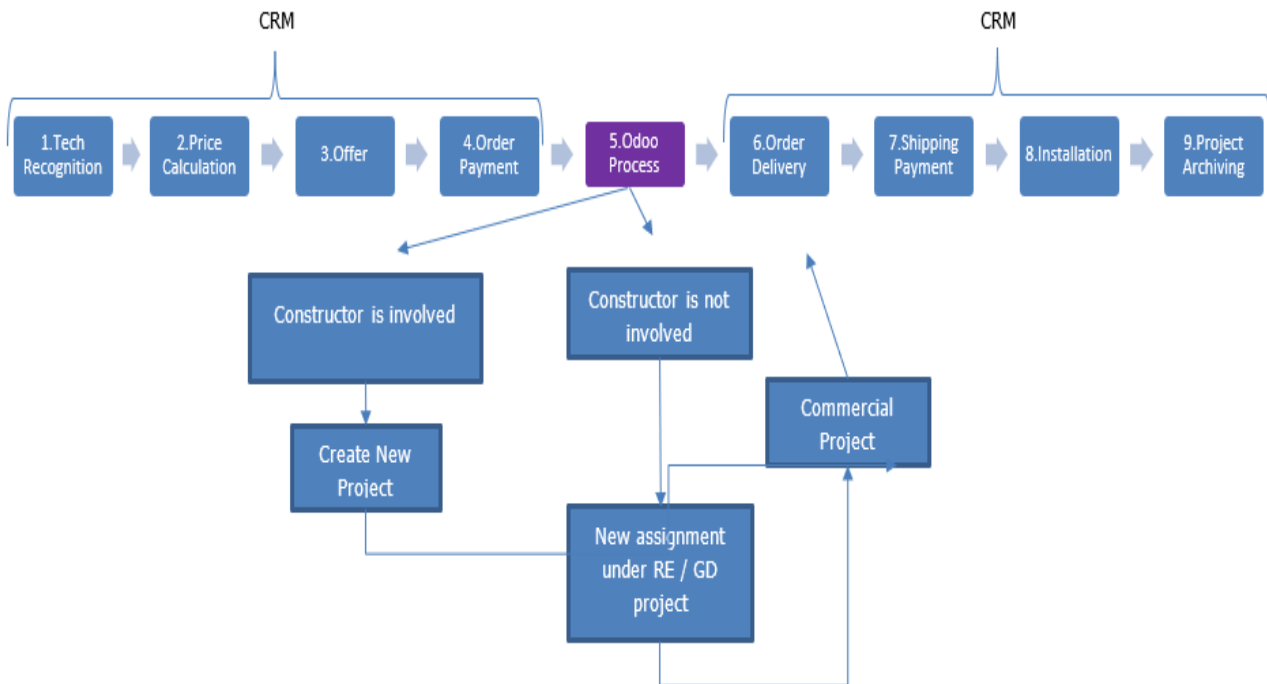 CRM
CRM
1.Tech
Recognition
2.Price
Calculation
3.Offer
4.Order
Payment
5.Odoo
Process
6.Order
Delivery
7.Shipping
Payment
8.Installation
9.Project
Archiving
Constructor is involved
Constructor is not
involved
Commercial
Project
Create New
Project
New assignment
under RE / GD
project